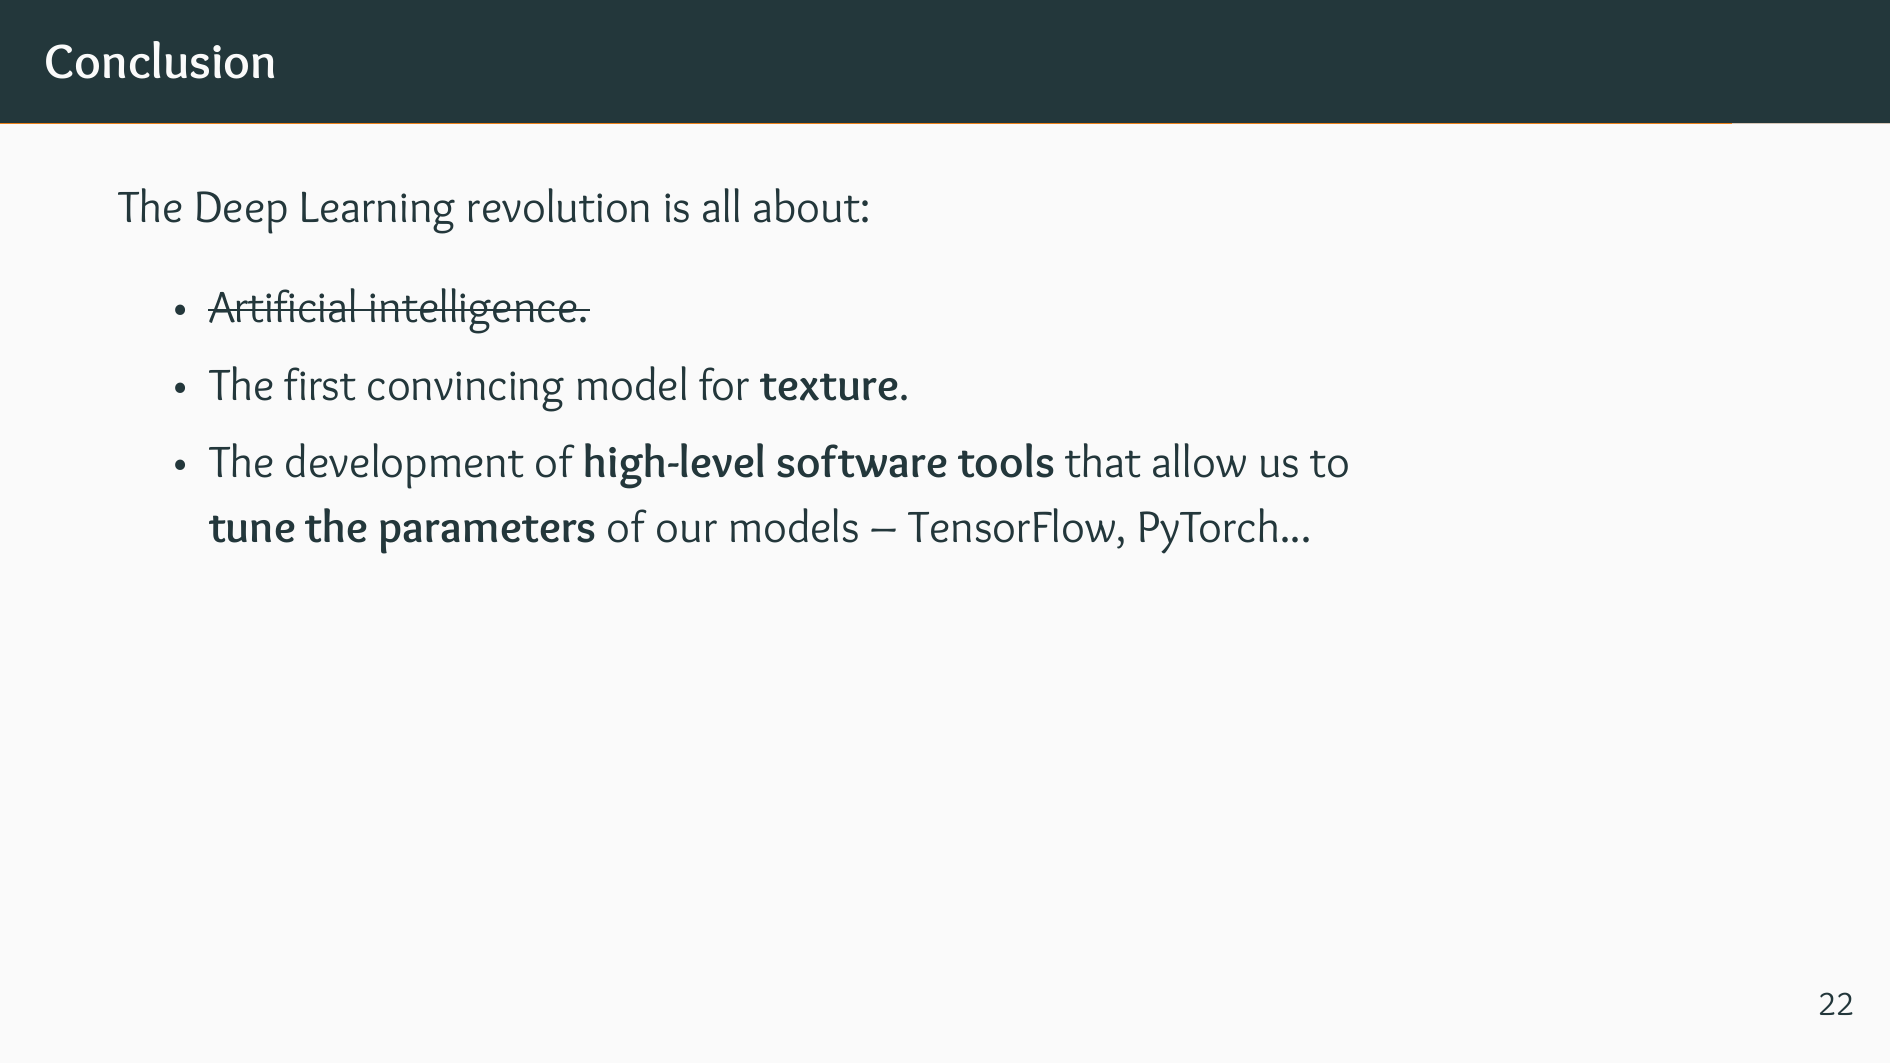 Conclusion
The Deep Learning revolution is all about:
• Artificial intelligence.
• The first convincing model for texture.
• The development of high-level software tools that allow us to
tune the parameters of our models – TensorFlow, PyTorch...
22